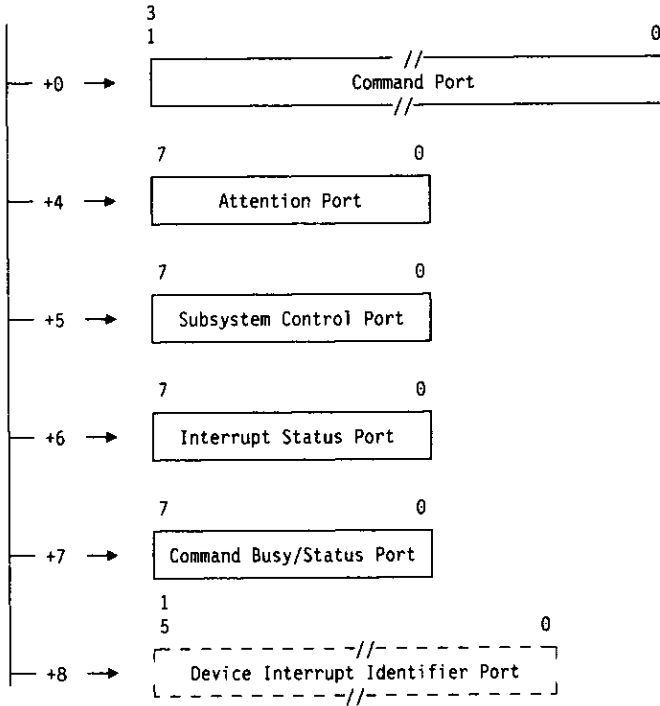 3
1 0
+0 Command Port
7 0
+4 Attention Port
7 0
+5 Subsystem Control Port
7 0
+6 Interrupt Status Port
7 0
+7 Command Busy/Status Port
1
5 0
+8 Device Interrupt Identifier Port